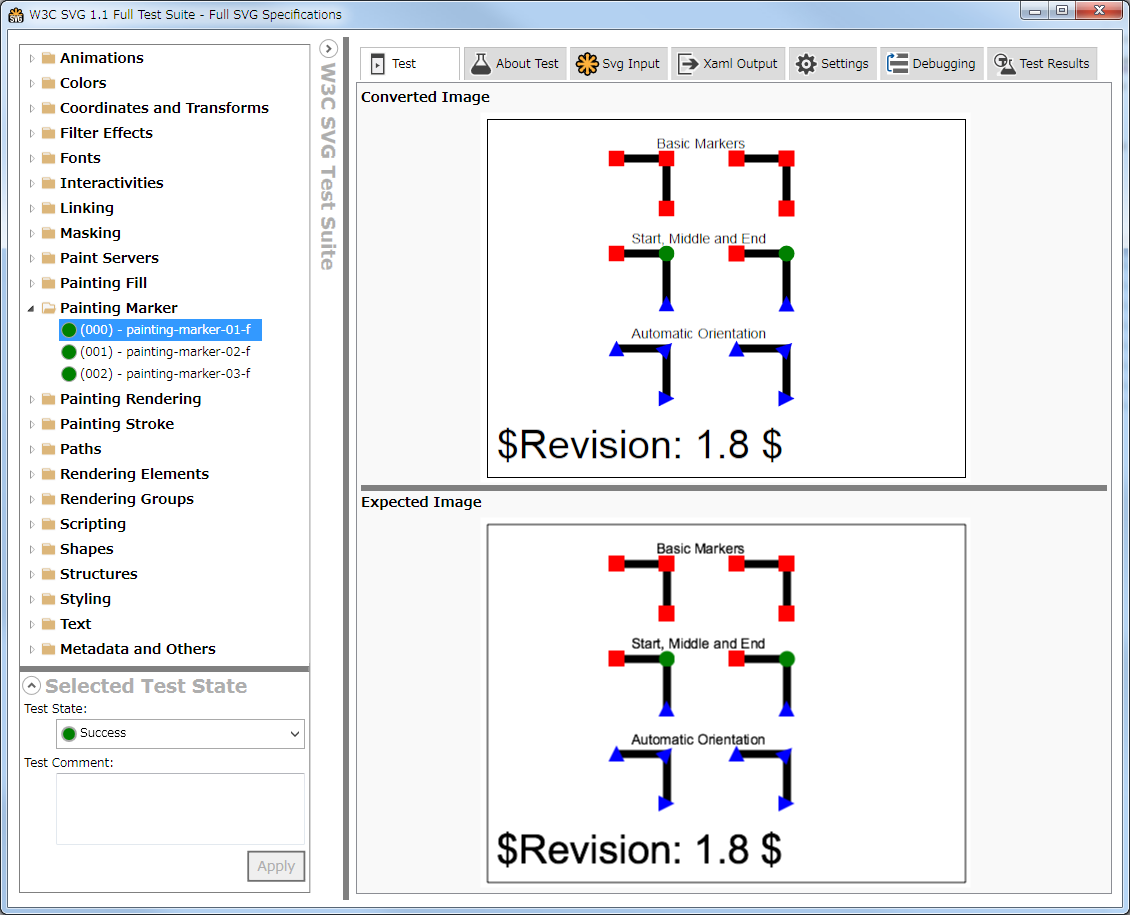 W3C SVG 1.1 Full Test Suite - Full SVG Specifications
Animations
Colors
Coordinates and Transforms
Filter Effects
Fonts
Interactivities
Linking
Masking
Paint Servers
Painting Fill
Painting Marker
(000) - painting-marker-01-f
(001) - painting-marker-02-f
(002) - painting-marker-03-f
Painting Rendering
Painting Stroke
Paths
Rendering Elements
Rendering Groups
Scripting
Shapes
Structures
Styling
Text
Metadata and Others
Selected Test State
Test State:
Success
Test Comment:
Apply
W3C SVG Test Suite
Test
About Test
Svg Input
Xaml Output
Settings
Debugging
Test Results
Converted Image
Basic Markers
Start, Middle and End
Automatic Orientation
$Revision: 1.8 $
Expected Image
Basic Markers
Start, Middle and End
Automatic Orientation
$Revision: 1.8 $